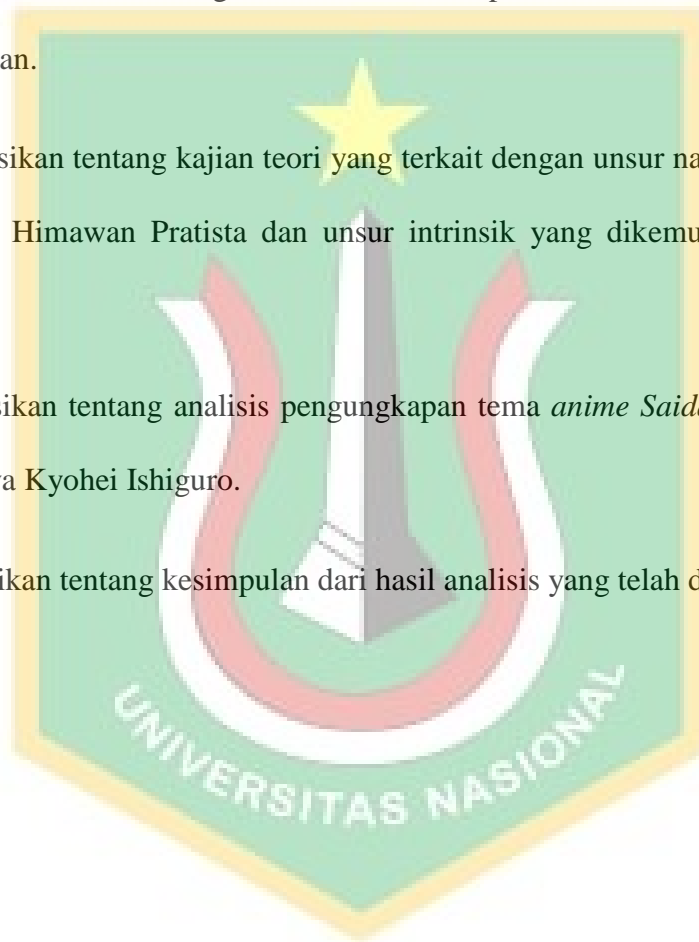 an.
sikan tentang kajian teori yang terkait dengan unsur na
Himawan Pratista dan unsur intrinsik yang dikemu
sikan tentang analisis pengungkapan tema anime Saida
a Kyohei Ishiguro.
ikan tentang kesimpulan dari hasil analisis yang telah d
UNIVERSITAS NASIONAL